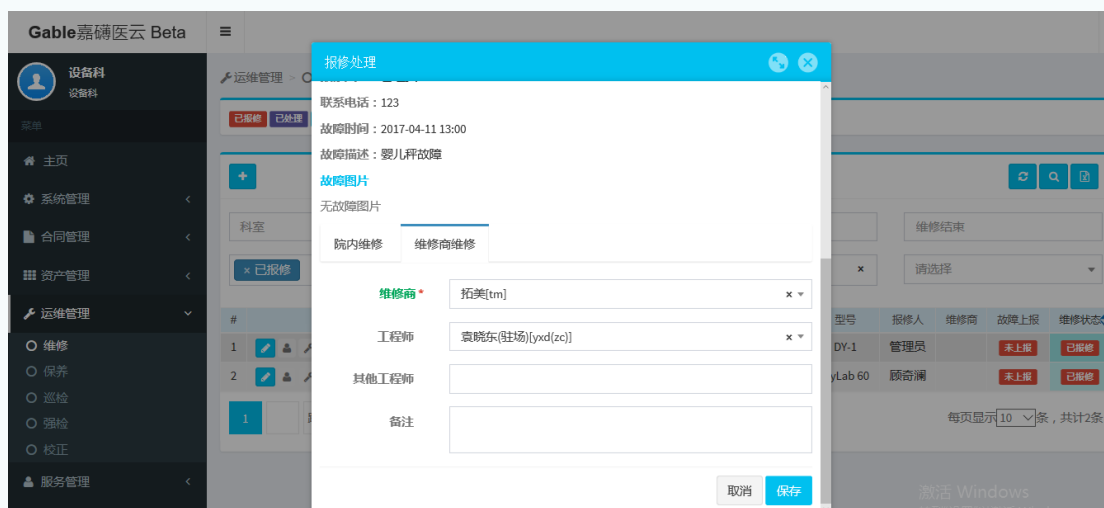 Gable嘉礴医云 Beta
设备科
设备科
菜单
主页
系统管理
合同管理
资产管理
运维管理
维修
保养
巡检
强检
校正
服务管理
运维管理 >
已报修 已处理
科室
× 已报修
#
1
2
1
报修处理
联系电话：123
故障时间：2017-04-11 13:00
故障描述：婴儿秤故障
故障图片
无故障图片
院内维修 维修商维修
维修商* 拓美[tm] ×
工程师 袁晓东(驻场)[yxd(zc)] ×
其他工程师
备注
取消 保存
维修结束
× 请选择
型号 报修人 维修商 故障上报 维修状态
DY-1 管理员 未上报 已报修
yLab 60 顾奇澜 未上报 已报修
每页显示 10 条，共计2条
激活 Windows